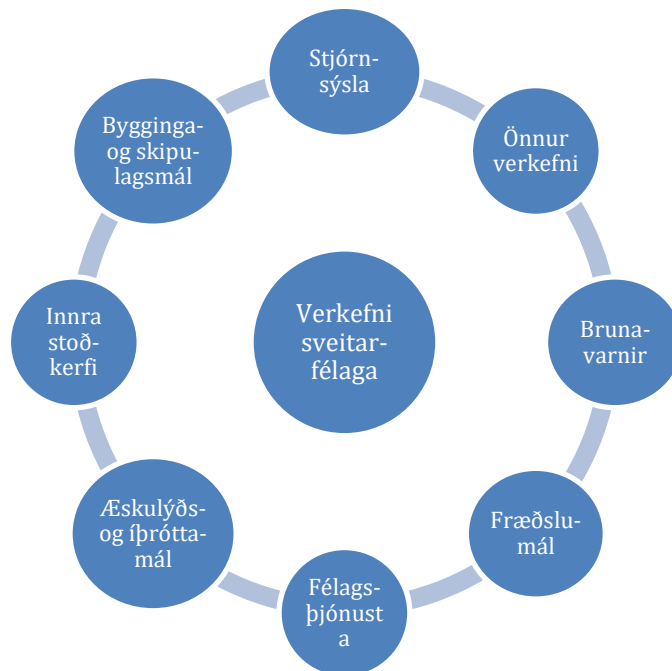 Stjórn-
sýsla
Önnur
verkefni
Bruna-
varnir
Fræðslu-
mál
Félags-
þjónust
a
Æskulýðs-
og íþrótta-
mál
Innra
stoð-
kerfi
Bygginga-
og skipu-
lagsmál
Verkefni
sveitar-
félaga